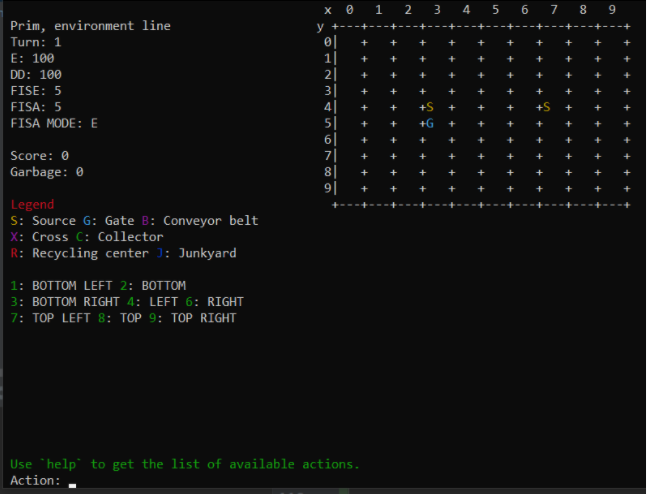 Prim, environment line
Turn: 1
E: 100
DD: 100
FISE: 5
FISA: 5
FISA MODE: E
Score: 0
Garbage: 0
Legend
S: Source G: Gate B: Conveyor belt
X: Cross C: Collector
R: Recycling center J: Junkyard
1: BOTTOM LEFT 2: BOTTOM
3: BOTTOM RIGHT 4: LEFT 6: RIGHT
7: TOP LEFT 8: TOP 9: TOP RIGHT
x 0 1 2 3 4 5 6 7 8 9
y +---+---+---+---+---+---+---+---+---+---+
0| + + + + + + + + + +
1| + + + + + + + + + +
2| + + + + + + + + + +
3| + + + + + + + + + +
4| + + +S + + + +S + + +
5| + + +G + + + + + + +
6| + + + + + + + + + +
7| + + + + + + + + + +
8| + + + + + + + + + +
9| + + + + + + + + + +
+---+---+---+---+---+---+---+---+---+---+
Use `help` to get the list of available actions.
Action: _